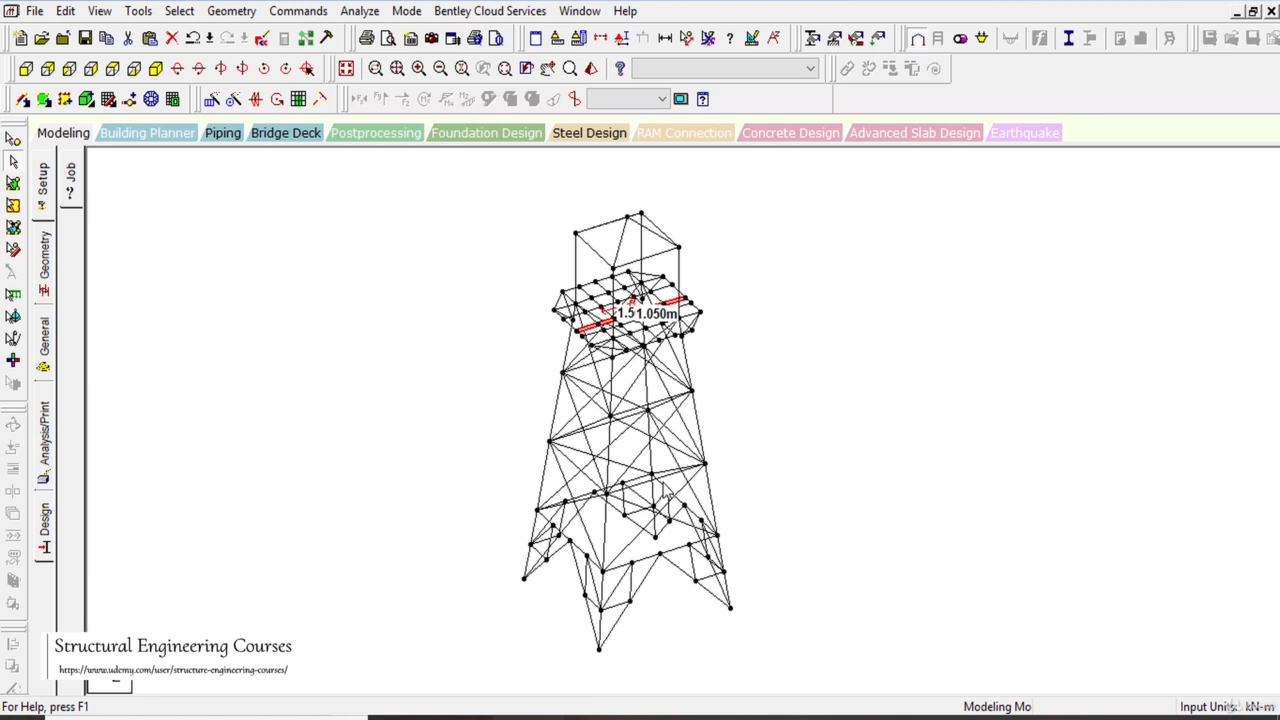 File Edit View Tools Select Geometry Commands Analyze Mode Bentley Cloud Services Window Help
Modeling Building Planner Piping Bridge Deck Postprocessing Foundation Design Steel Design RAM Connection Concrete Design Advanced Slab Design Earthquake
Setup
Job
Geometry
General
Analysis/Print
Design
1.050m
Structural Engineering Courses
https://www.udemy.com/user/structure-engineering-courses/
For Help, press F1
Modeling Mo
Input Units: kN-m